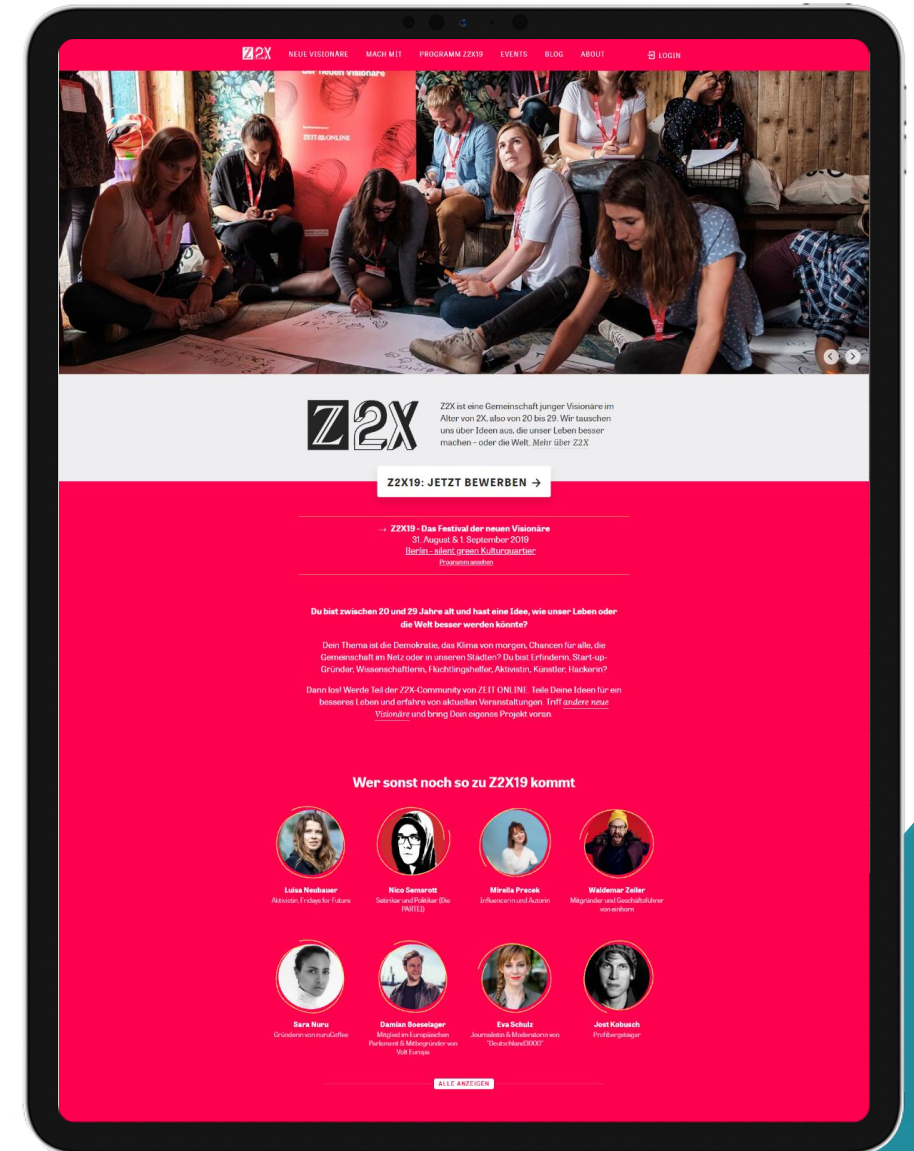 Z2X NEUE VISIONÄRE MACH MIT PROGRAMM Z2X19 EVENTS BLOG ABOUT LOGIN
der neuen Visionäre
ZEIT ONLINE
Z2X
Z2X ist eine Gemeinschaft junger Visionäre im
Alter von 2X, also von 20 bis 29. Wir tauschen
uns über Ideen aus, die unser Leben besser
machen – oder die Welt. Mehr über Z2X
Z2X19: JETZT BEWERBEN →
→ Z2X19 - Das Festival der neuen Visionäre
31. August & 1. September 2019
Berlin - silent green Kulturquartier
Programm ansehen
Du bist zwischen 20 und 29 Jahre alt und hast eine Idee, wie unser Leben oder
die Welt besser werden könnte?
Dein Thema ist die Demokratie, das Klima von morgen, Chancen für alle, die
Gemeinschaft im Netz oder in unseren Städten? Du bist Erfinderin, Start-up-
Gründer, Wissenschaftlerin, Flüchtlingshelfer, Aktivistin, Künstler, Hackerin?
Dann los! Werde Teil der Z2X-Community von ZEIT ONLINE. Teile Deine Ideen für ein
besseres Leben und erfahre von aktuellen Veranstaltungen. Triff andere neue
Visionäre und bring Dein eigenes Projekt voran.
Wer sonst noch so zu Z2X19 kommt
Luisa Neubauer
Aktivistin, Fridays for Future
Nico Semsrott
Satiriker und Politiker (Die
PARTEI)
Mirella Precek
Influencerin und Autorin
Waldemar Zeiler
Mitgründer und Geschäftsführer
von einhorn
Sara Nuru
Gründerin von nuruCoffee
Damian Boeselager
Mitglied im Europäischen
Parlament & Mitbegründer von
Volt Europa
Eva Schulz
Journalistin & Moderatorin von
"Deutschland3000"
Jost Kobusch
Profibergsteiger
ALLE ANZEIGEN